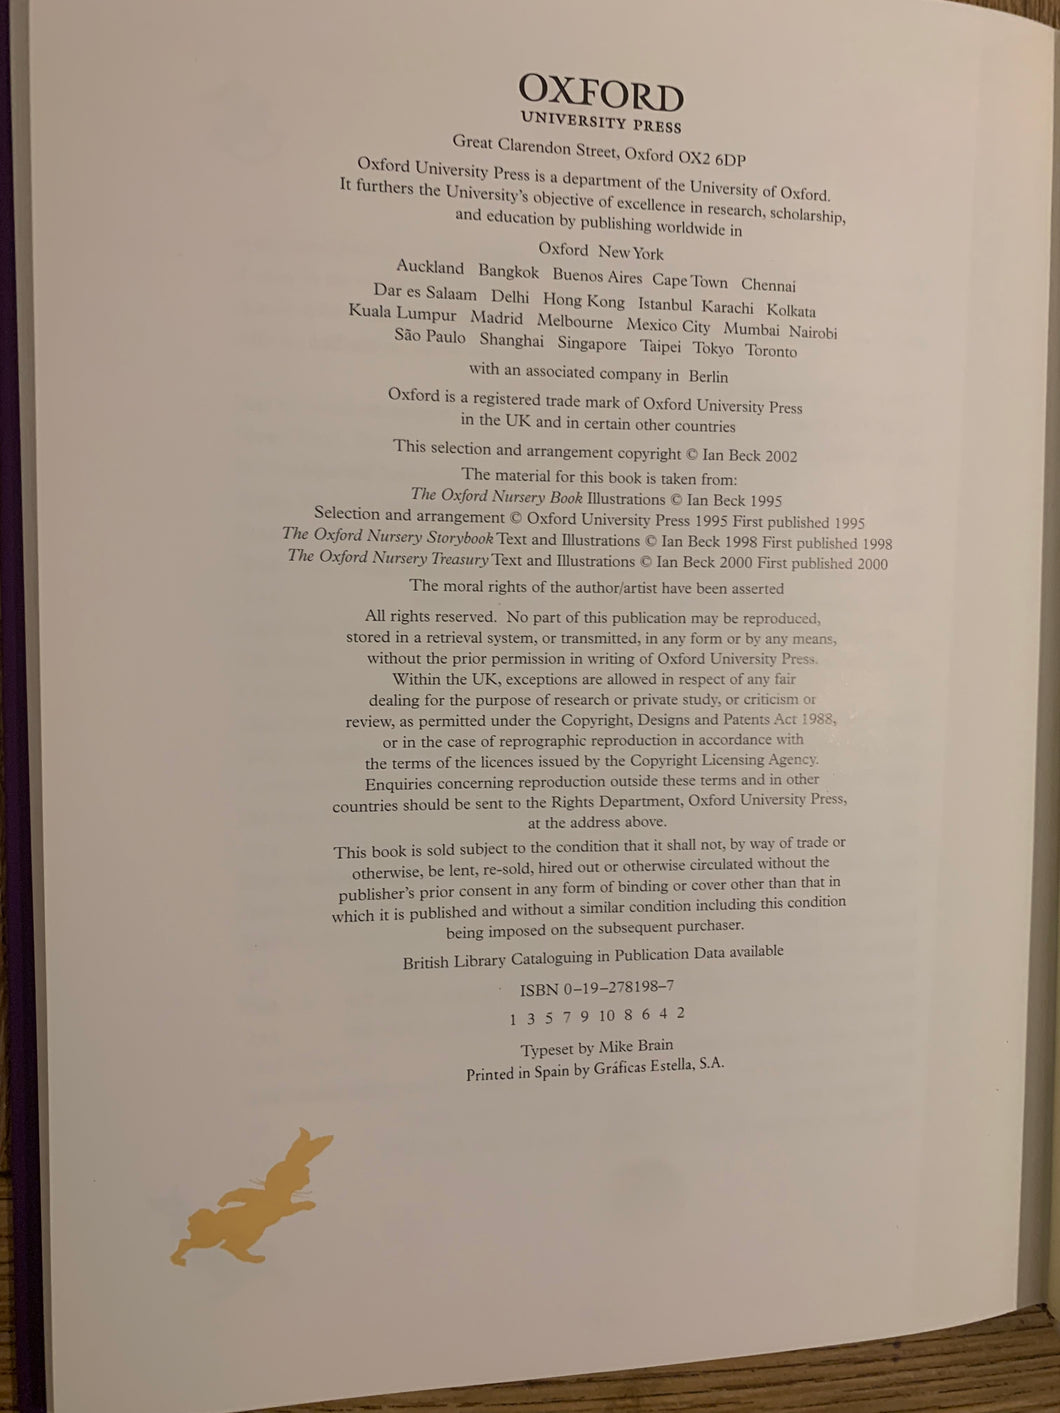 OXFORD
UNIVERSITY PRESS
Great Clarendon Street, Oxford OX2 6DP
Oxford University Press is a department of the University of Oxford.
It furthers the University's objective of excellence in research, scholarship,
and education by publishing worldwide in
Oxford New York
Auckland Bangkok Buenos Aires Cape Town Chennai
Dar es Salaam Delhi Hong Kong Istanbul Karachi Kolkata
Kuala Lumpur Madrid Melbourne Mexico City Mumbai Nairobi
São Paulo Shanghai Singapore Taipei Tokyo Toronto
with an associated company in Berlin
Oxford is a registered trade mark of Oxford University Press
in the UK and in certain other countries
This selection and arrangement copyright © Ian Beck 2002
The material for this book is taken from:
The Oxford Nursery Book Illustrations © Ian Beck 1995
Selection and arrangement © Oxford University Press 1995 First published 1995
The Oxford Nursery Storybook Text and Illustrations © Ian Beck 1998 First published 1998
The Oxford Nursery Treasury Text and Illustrations © Ian Beck 2000 First published 2000
The moral rights of the author/artist have been asserted
All rights reserved. No part of this publication may be reproduced,
stored in a retrieval system, or transmitted, in any form or by any means,
without the prior permission in writing of Oxford University Press.
Within the UK, exceptions are allowed in respect of any fair
dealing for the purpose of research or private study, or criticism or
review, as permitted under the Copyright, Designs and Patents Act 1988,
or in the case of reprographic reproduction in accordance with
the terms of the licences issued by the Copyright Licensing Agency.
Enquiries concerning reproduction outside these terms and in other
countries should be sent to the Rights Department, Oxford University Press,
at the address above.
This book is sold subject to the condition that it shall not, by way of trade or
otherwise, be lent, re-sold, hired out or otherwise circulated without the
publisher's prior consent in any form of binding or cover other than that in
which it is published and without a similar condition including this condition
being imposed on the subsequent purchaser.
British Library Cataloguing in Publication Data available
ISBN 0–19–278198–7
1 3 5 7 9 10 8 6 4 2
Typeset by Mike Brain
Printed in Spain by Gráficas Estella, S.A.